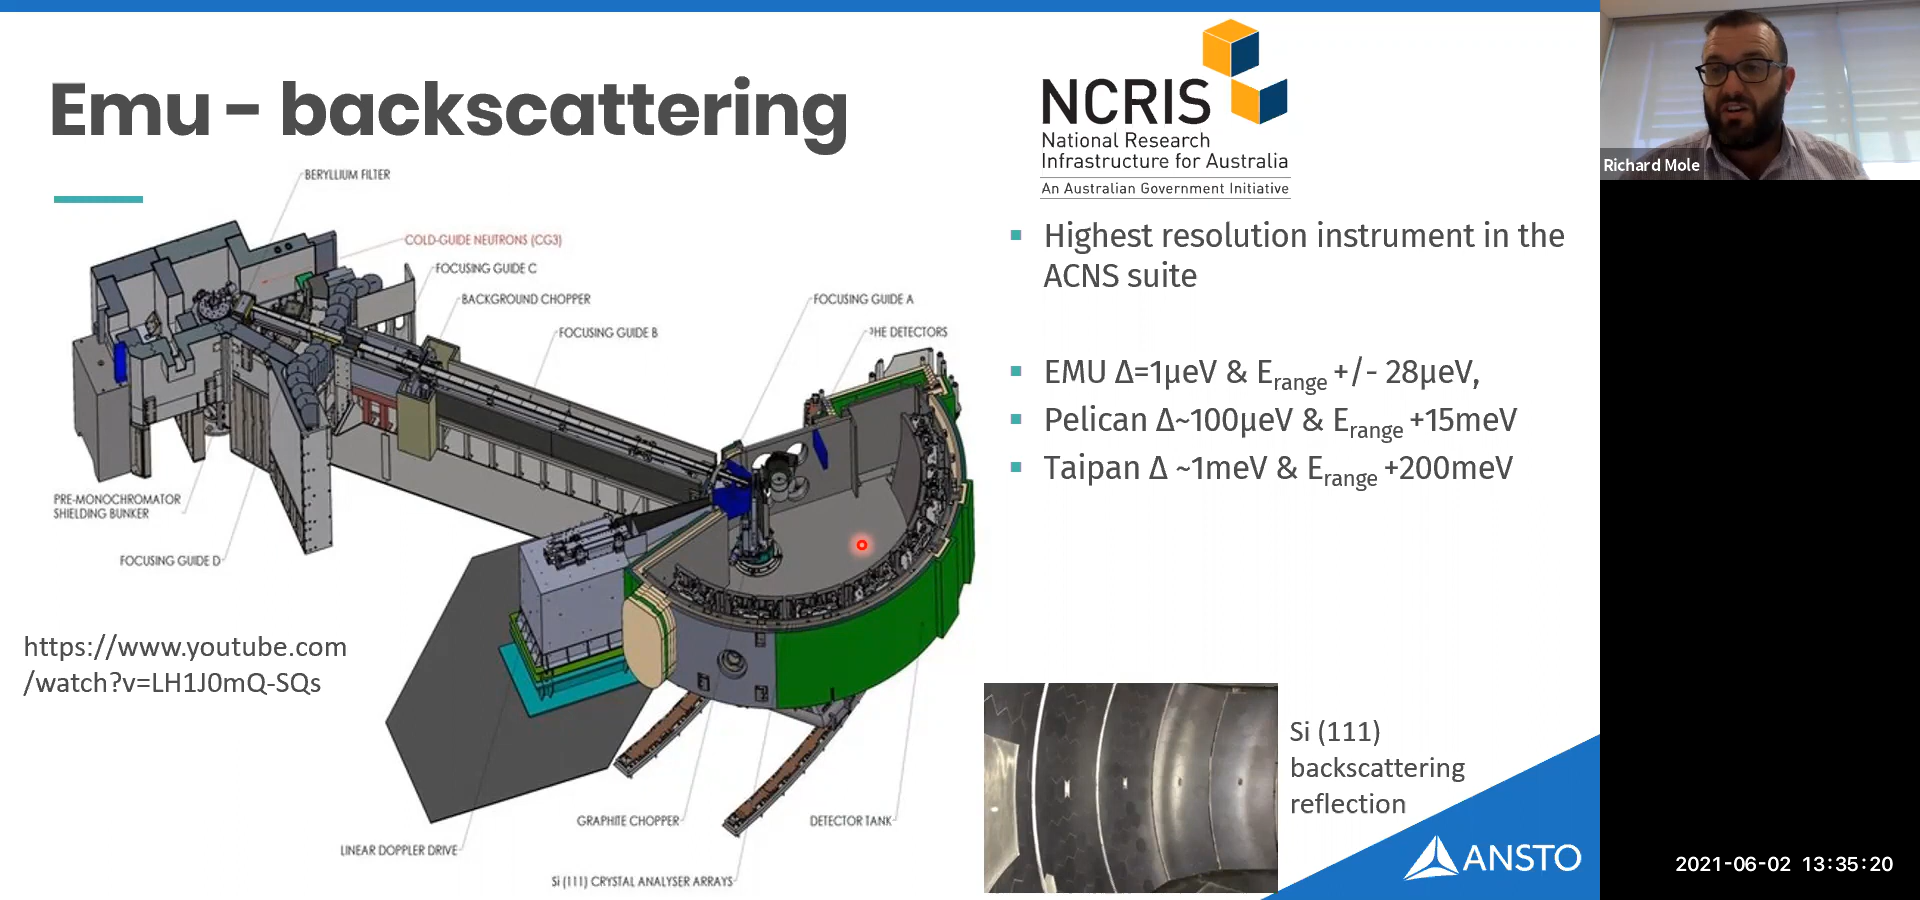 Emu - backscattering
NCRIS
National Research
Infrastructure for Australia
An Australian Government Initiative
Richard Mole
BERYLLIUM FILTER
COLD-GUIDE NEUTRONS (CG3)
FOCUSING GUIDE C
BACKGROUND CHOPPER
FOCUSING GUIDE B
FOCUSING GUIDE A
³HE DETECTORS
PRE-MONOCHROMATOR
SHIELDING BUNKER
FOCUSING GUIDE D
https://www.youtube.com
/watch?v=LH1J0mQ-SQs
LINEAR DOPPLER DRIVE
GRAPHITE CHOPPER
DETECTOR TANK
Si (111) CRYSTAL ANALYSER ARRAYS
▪ Highest resolution instrument in the
ACNS suite
▪ EMU Δ=1µeV & Erange +/- 28µeV,
▪ Pelican Δ~100µeV & Erange +15meV
▪ Taipan Δ ~1meV & Erange +200meV
Si (111)
backscattering
reflection
ANSTO
2021-06-02 13:35:20